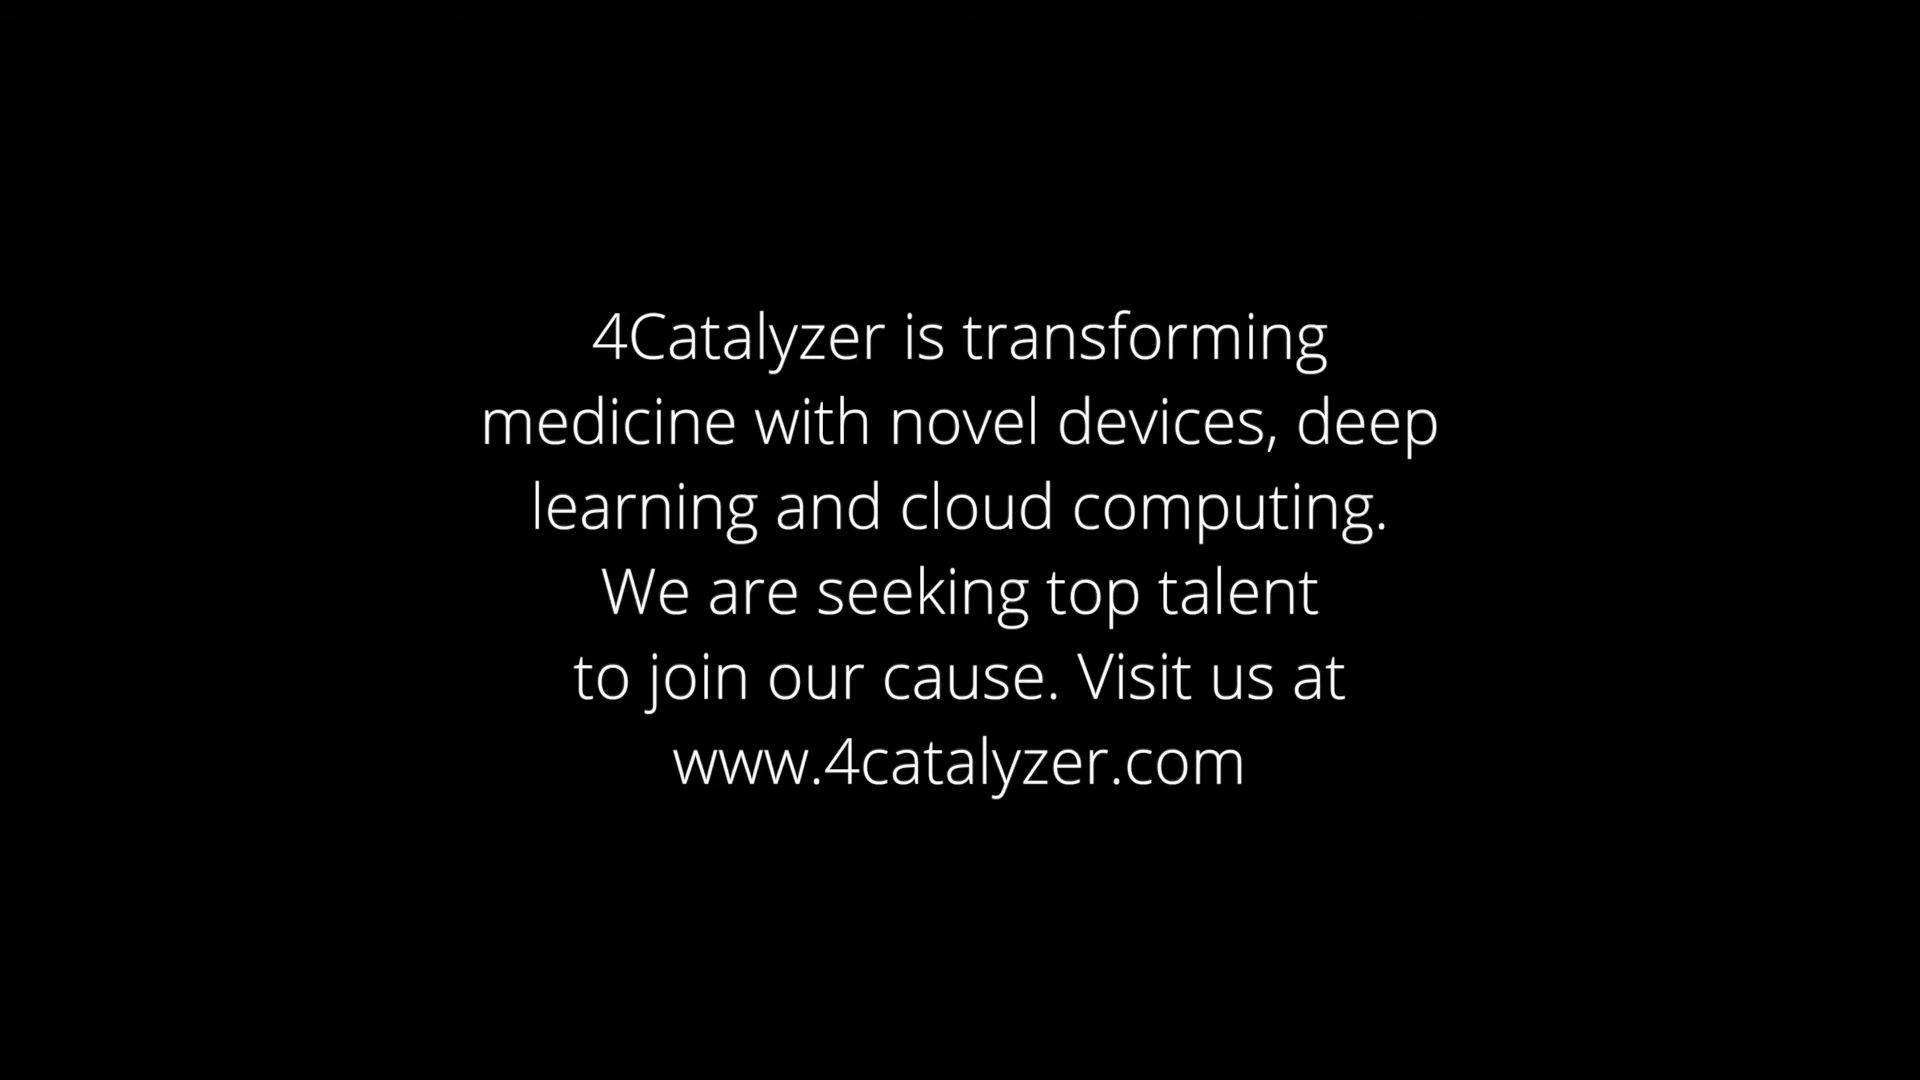 4Catalyzer is transforming
medicine with novel devices, deep
learning and cloud computing.
We are seeking top talent
to join our cause. Visit us at
www.4catalyzer.com